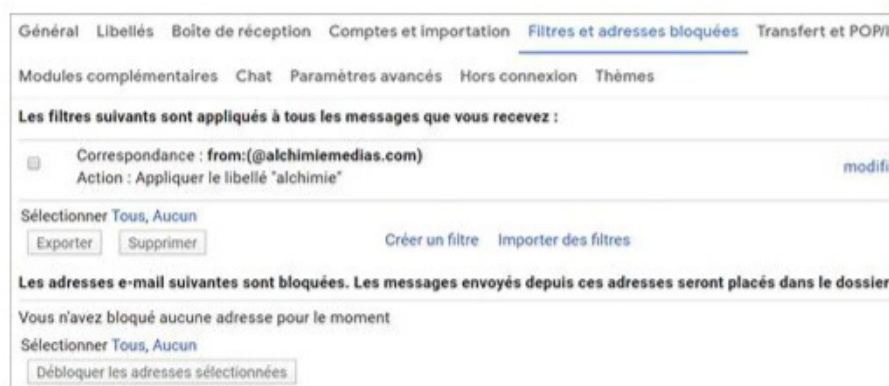 Général Libellés Boîte de réception Comptes et importation Filtres et adresses bloquées Transfert et POP/I
Modules complémentaires Chat Paramètres avancés Hors connexion Thèmes
Les filtres suivants sont appliqués à tous les messages que vous recevez :
Correspondance : from:(@alchimiemedias.com)
Action : Appliquer le libellé "alchimie"
modifi
Sélectionner Tous, Aucun
Exporter Supprimer Créer un filtre Importer des filtres
Les adresses e-mail suivantes sont bloquées. Les messages envoyés depuis ces adresses seront placés dans le dossier
Vous n'avez bloqué aucune adresse pour le moment
Sélectionner Tous, Aucun
Débloquer les adresses sélectionnées